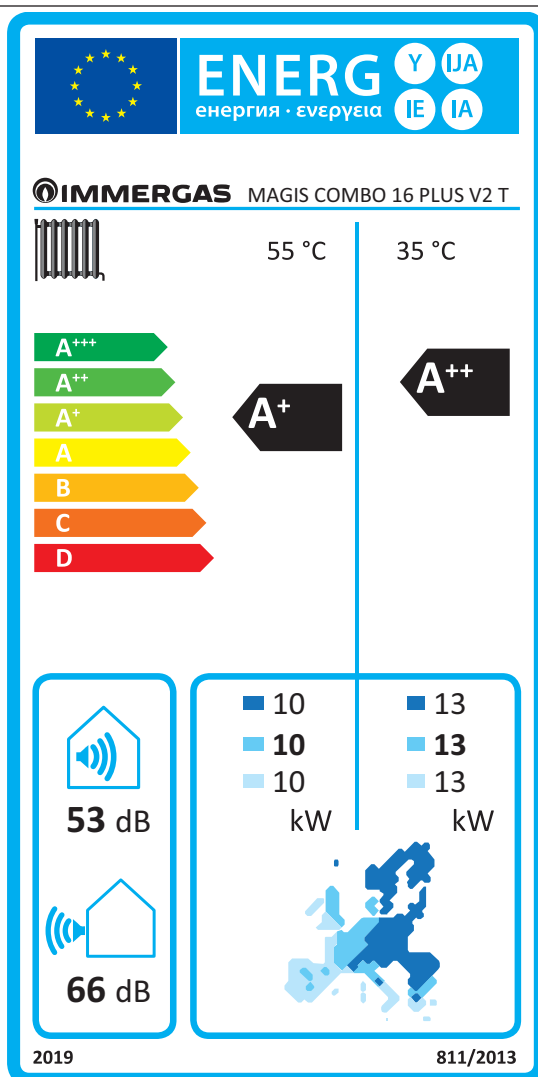 ENERG Y IJA
енергия · ενεργεια IE IA
IMMERGAS MAGIS COMBO 16 PLUS V2 T
55 °C 35 °C
A+++
A++
A+
A
B
C
D
A+
A++
53 dB
66 dB
10 13
10 13
10 13
kW kW
2019 811/2013